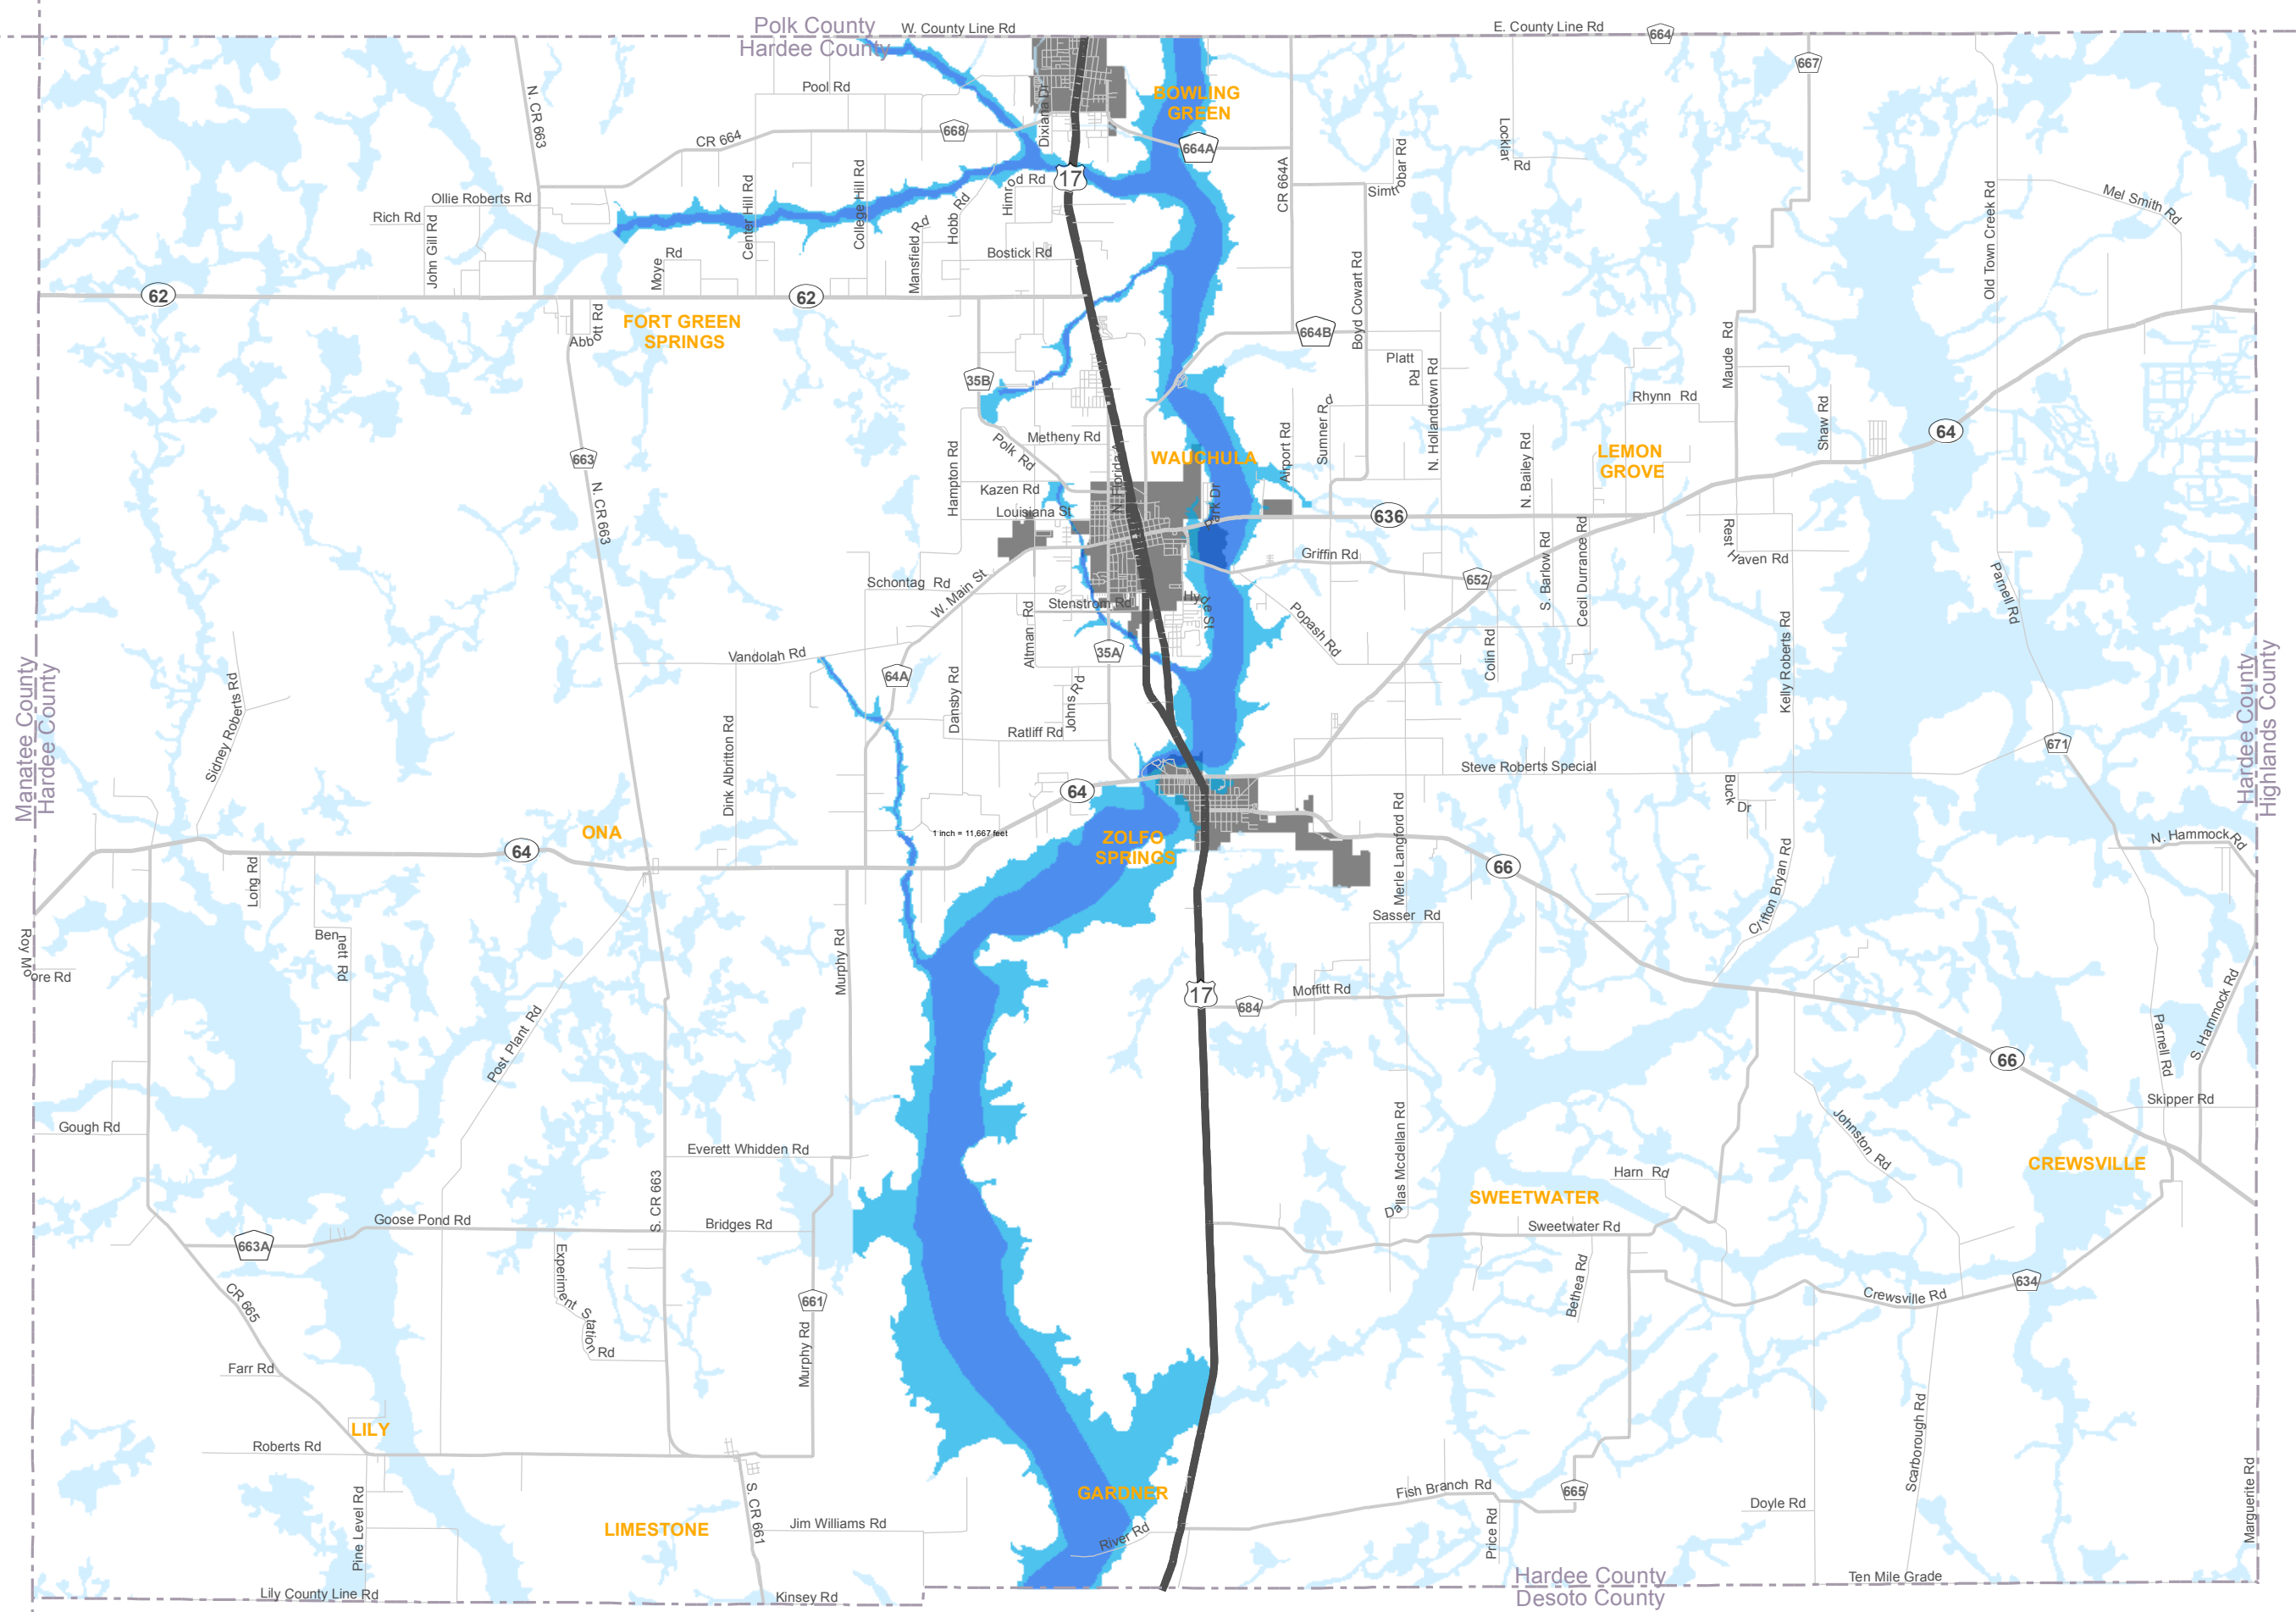 Polk County
Hardee County
W. County Line Rd
E. County Line Rd
664
667
N. CR 663
Pool Rd
Dixiana Dr
BOWLING
GREEN
668
CR 664
664A
CR 664A
Locklar
Rd
Simtrobar Rd
17
Himrod Rd
Ollie Roberts Rd
Rich Rd
John Gill Rd
Center Hill Rd
College Hill Rd
Mansfield Rd
Hobb Rd
Bostick Rd
Moye
Rd
Old Town Creek Rd
Mel Smith Rd
62
62
Abbott Rd
FORT GREEN
SPRINGS
664B
Boyd Cowart Rd
Platt
Rd
N. Hollandtown Rd
Maude Rd
35B
Rhynn Rd
Shaw Rd
64
663
N. CR 663
Hampton Rd
Polk Rd
Metheny Rd
WAUCHULA
Airport Rd
Sumner Rd
N. Bailey Rd
LEMON
GROVE
Kazen Rd
Louisiana St
Park Dr
636
Griffin Rd
652
S. Barlow Rd
Cecil Durrance Rd
Rest Haven Rd
Schontag Rd
W. Main St
Stenstrom Rd
Hyde St
Popash Rd
Parnell Rd
Altman Rd
35A
Colin Rd
Kelly Roberts Rd
Vandolah Rd
64A
Dansby Rd
Johns Rd
Ratliff Rd
Manatee County
Hardee County
Sidney Roberts Rd
Dink Albritton Rd
Hardee County
Highlands County
671
Steve Roberts Special
Buck
Dr
64
1 inch = 11,667 feet
ONA
64
ZOLFO
SPRINGS
Merle Langford Rd
66
N. Hammock Rd
Long Rd
Clifton Bryan Rd
Sasser Rd
Bennett Rd
Roy Moore Rd
Murphy Rd
17
684
Moffitt Rd
S. Hammock Rd
Post Plant Rd
Parnell Rd
66
Skipper Rd
Gough Rd
Everett Whidden Rd
Dallas Mcclellan Rd
Johnston Rd
Harn Rd
CREWSVILLE
SWEETWATER
Goose Pond Rd
S. CR 663
Bridges Rd
Sweetwater Rd
663A
Experiment Station Rd
Bethea Rd
634
Crewsville Rd
CR 665
661
Murphy Rd
Farr Rd
LILY
Roberts Rd
Scarborough Rd
Marguerite Rd
GARDNER
Fish Branch Rd
665
Doyle Rd
Pine Level Rd
LIMESTONE
S. CR 661
Jim Williams Rd
River Rd
Price Rd
Hardee County
Desoto County
Ten Mile Grade
Lily County Line Rd
Kinsey Rd